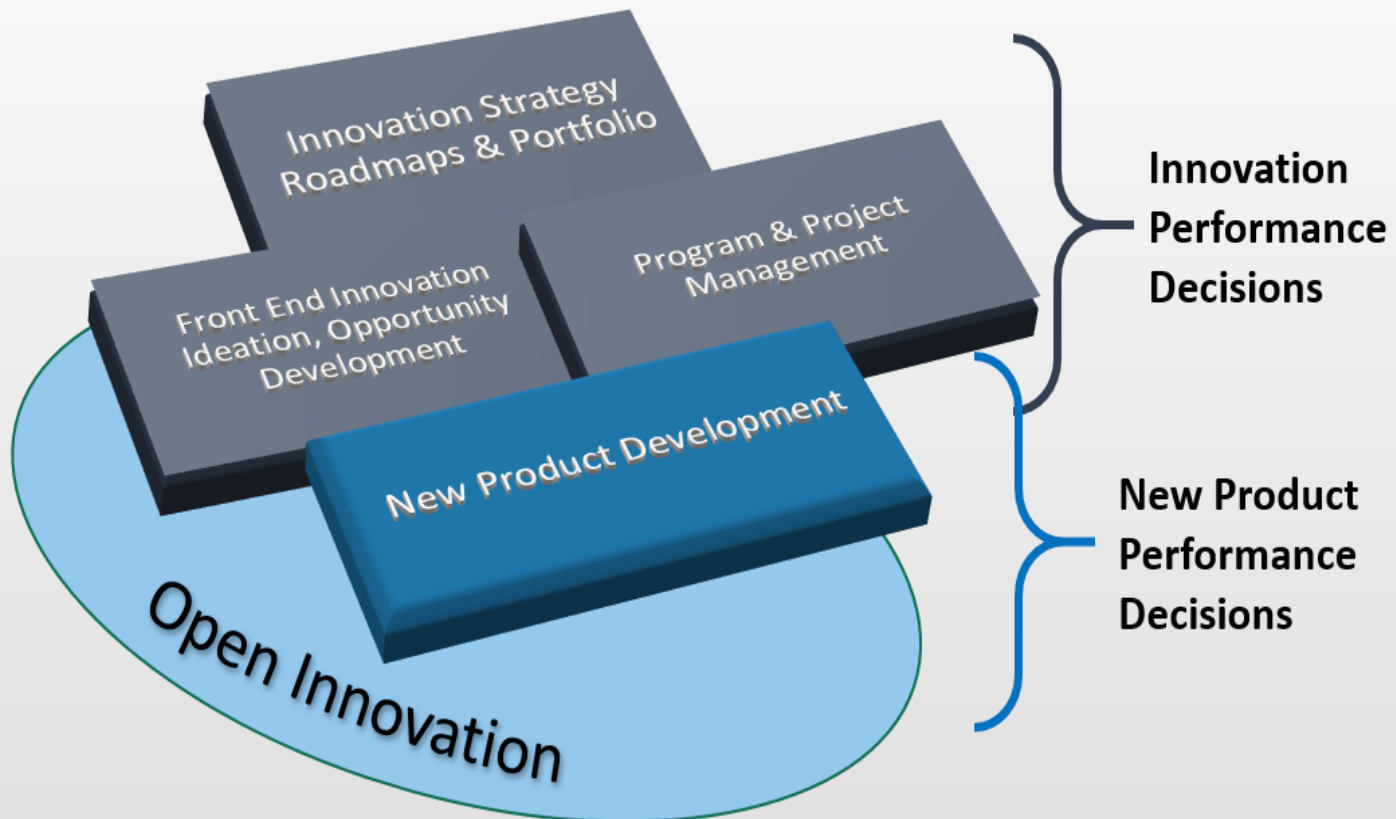 Innovation Strategy
Roadmaps & Portfolio
Program & Project
Management
Front End Innovation
Ideation, Opportunity
Development
New Product Development
Open Innovation
Innovation
Performance
Decisions
New Product
Performance
Decisions